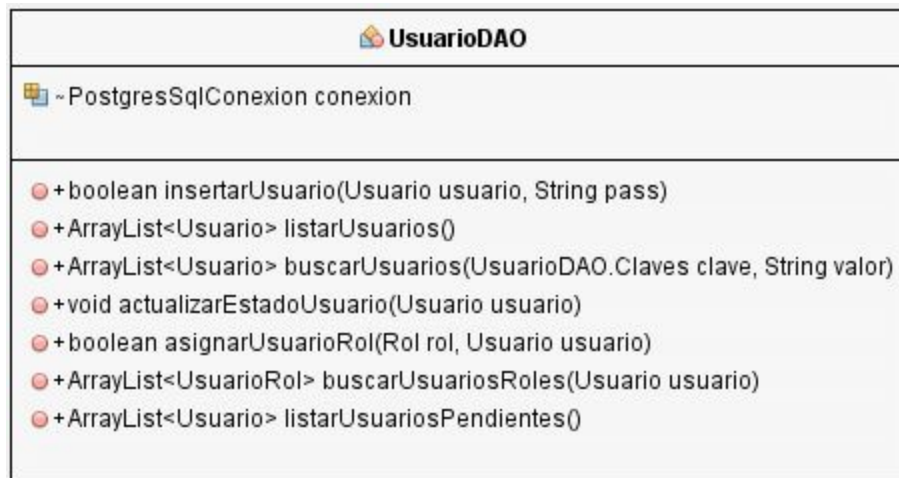 UsuarioDAO
~PostgresSqlConexion conexion
+boolean insertarUsuario(Usuario usuario, String pass)
+ArrayList<Usuario> listarUsuarios()
+ArrayList<Usuario> buscarUsuarios(UsuarioDAO.Claves clave, String valor)
+void actualizarEstadoUsuario(Usuario usuario)
+boolean asignarUsuarioRol(Rol rol, Usuario usuario)
+ArrayList<UsuarioRol> buscarUsuariosRoles(Usuario usuario)
+ArrayList<Usuario> listarUsuariosPendientes()